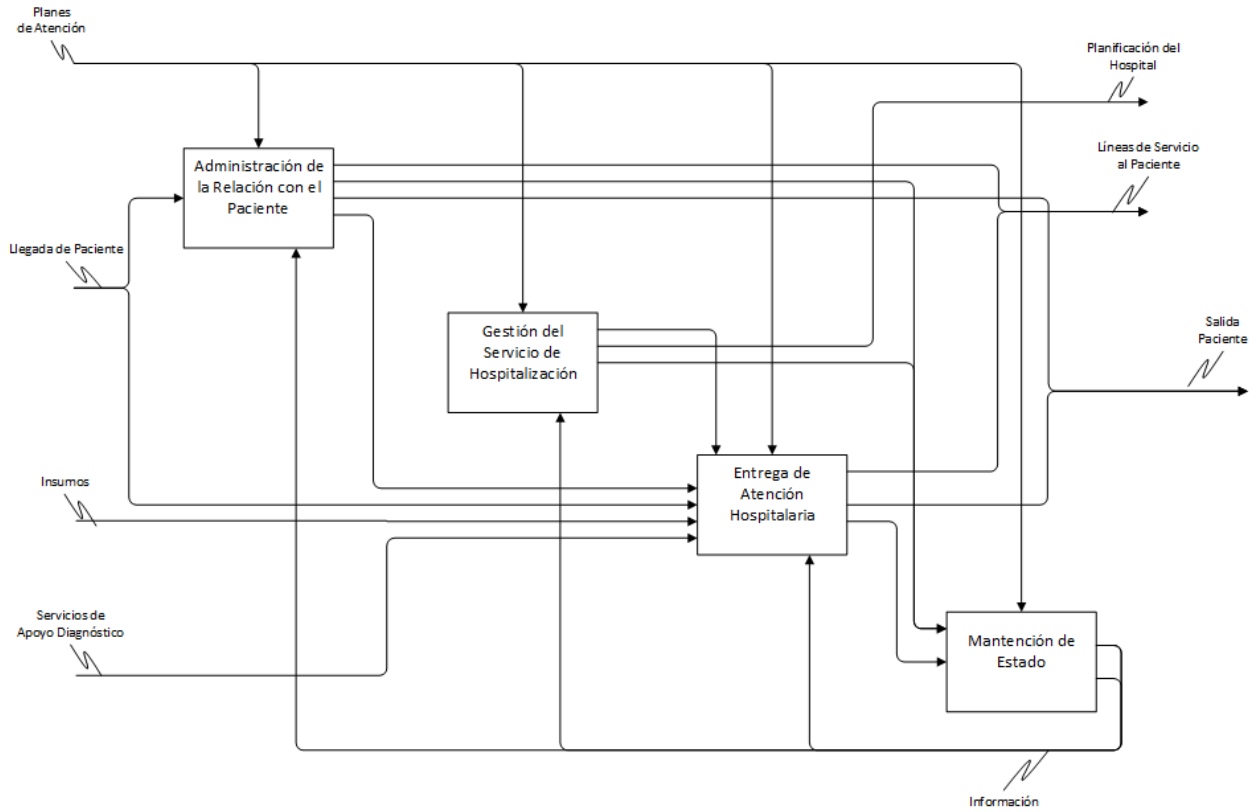 Planes
de Atención
Planificación del
Hospital
Líneas de Servicio
al Paciente
Administración de
la Relación con el
Paciente
Llegada de Paciente
Gestión del
Servicio de
Hospitalización
Salida
Paciente
Insumos
Entrega de
Atención
Hospitalaria
Servicios de
Apoyo Diagnóstico
Mantención de
Estado
Información